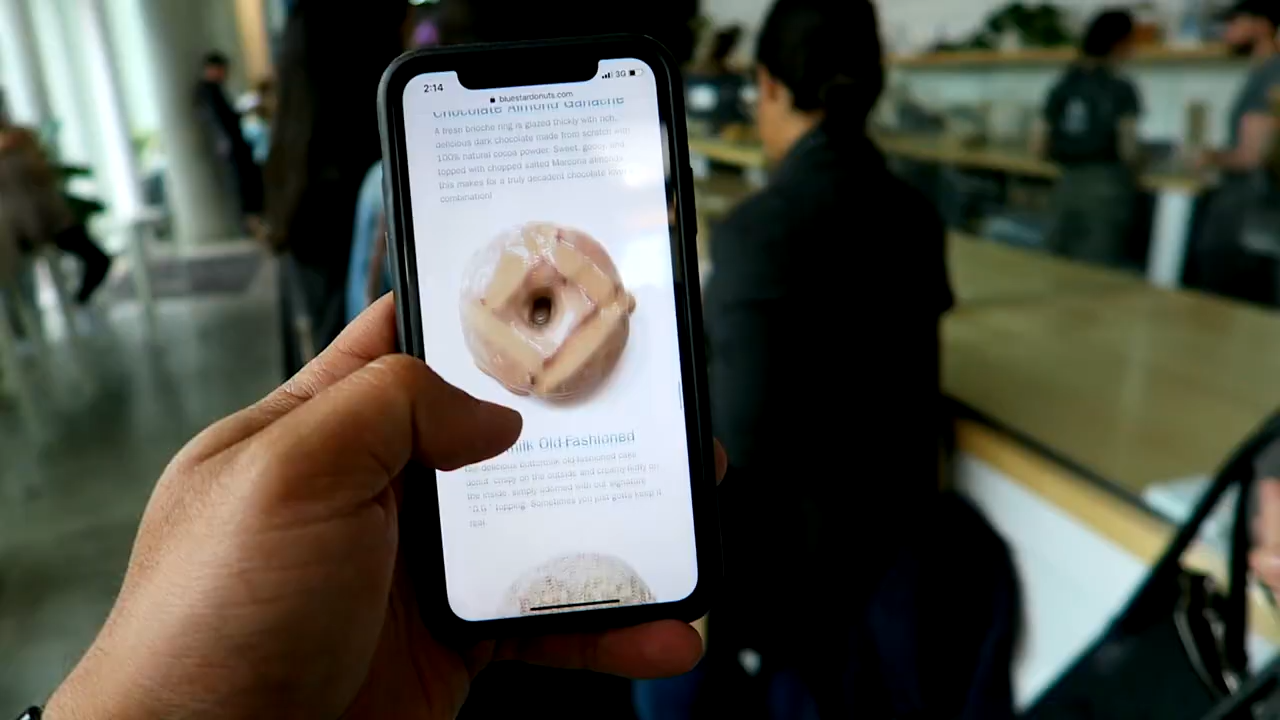 2:14
3G
bluestardonuts.com
Chocolate Almond Ganache
A fresh brioche ring is glazed thickly with rich,
delicious dark chocolate made from scratch with
100% natural cocoa powder. Sweet, gooey, and
topped with chopped salted Marcona almonds
this makes for a truly decadent chocolate lover
combination!
milk Old-Fashioned
Our delicious buttermilk old-fashioned cake
donut, crispy on the outside and creamy/cakey on
the inside, simply adorned with our signature
"O.G." topping. Sometimes you just gotta keep it
real.